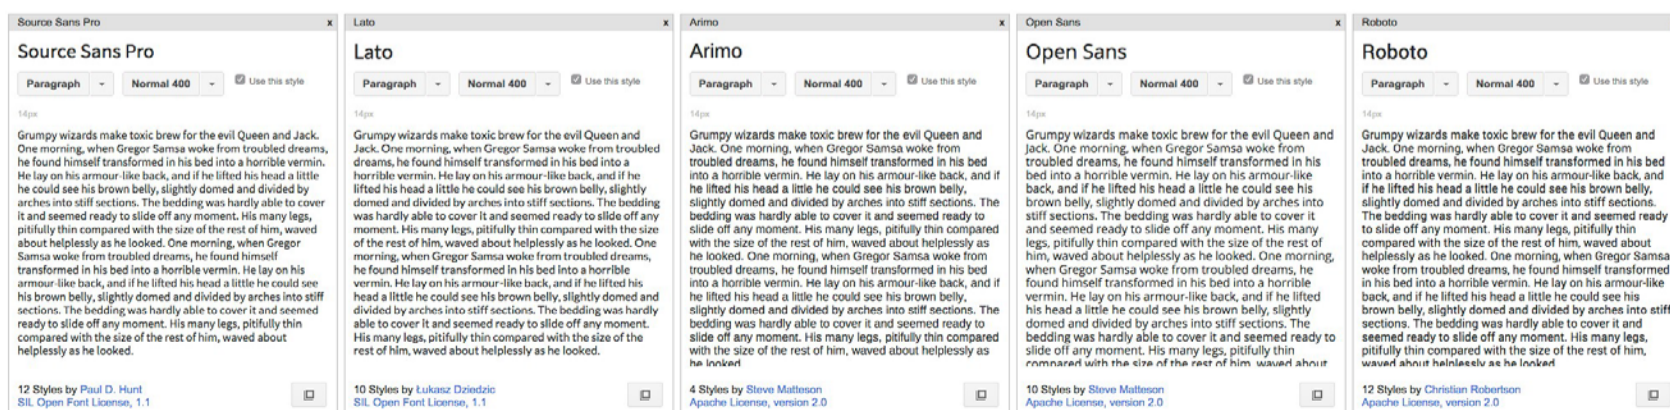 Source Sans Pro x
Source Sans Pro
Paragraph Normal 400 Use this style
14px
Grumpy wizards make toxic brew for the evil Queen and Jack.
One morning, when Gregor Samsa woke from troubled dreams,
he found himself transformed in his bed into a horrible vermin.
He lay on his armour-like back, and if he lifted his head a little
he could see his brown belly, slightly domed and divided by
arches into stiff sections. The bedding was hardly able to cover
it and seemed ready to slide off any moment. His many legs,
pitifully thin compared with the size of the rest of him, waved
about helplessly as he looked. One morning, when Gregor
Samsa woke from troubled dreams, he found himself
transformed in his bed into a horrible vermin. He lay on his
armour-like back, and if he lifted his head a little he could see
his brown belly, slightly domed and divided by arches into stiff
sections. The bedding was hardly able to cover it and seemed
ready to slide off any moment. His many legs, pitifully thin
compared with the size of the rest of him, waved about
helplessly as he looked.
12 Styles by Paul D. Hunt
SIL Open Font License, 1.1
Lato x
Lato
Paragraph Normal 400 Use this style
14px
Grumpy wizards make toxic brew for the evil Queen and
Jack. One morning, when Gregor Samsa woke from troubled
dreams, he found himself transformed in his bed into a
horrible vermin. He lay on his armour-like back, and if he
lifted his head a little he could see his brown belly, slightly
domed and divided by arches into stiff sections. The bedding
was hardly able to cover it and seemed ready to slide off any
moment. His many legs, pitifully thin compared with the size
of the rest of him, waved about helplessly as he looked. One
morning, when Gregor Samsa woke from troubled dreams,
he found himself transformed in his bed into a horrible
vermin. He lay on his armour-like back, and if he lifted his
head a little he could see his brown belly, slightly domed and
divided by arches into stiff sections. The bedding was hardly
able to cover it and seemed ready to slide off any moment.
His many legs, pitifully thin compared with the size of the
rest of him, waved about helplessly as he looked.
10 Styles by Łukasz Dziedzic
SIL Open Font License, 1.1
Arimo x
Arimo
Paragraph Normal 400 Use this style
14px
Grumpy wizards make toxic brew for the evil Queen and
Jack. One morning, when Gregor Samsa woke from
troubled dreams, he found himself transformed in his bed
into a horrible vermin. He lay on his armour-like back, and if
he lifted his head a little he could see his brown belly,
slightly domed and divided by arches into stiff sections. The
bedding was hardly able to cover it and seemed ready to
slide off any moment. His many legs, pitifully thin compared
with the size of the rest of him, waved about helplessly as
he looked. One morning, when Gregor Samsa woke from
troubled dreams, he found himself transformed in his bed
into a horrible vermin. He lay on his armour-like back, and if
he lifted his head a little he could see his brown belly,
slightly domed and divided by arches into stiff sections. The
bedding was hardly able to cover it and seemed ready to
slide off any moment. His many legs, pitifully thin compared
with the size of the rest of him, waved about helplessly as
he looked
4 Styles by Steve Matteson
Apache License, version 2.0
Open Sans x
Open Sans
Paragraph Normal 400 Use this style
14px
Grumpy wizards make toxic brew for the evil Queen and
Jack. One morning, when Gregor Samsa woke from
troubled dreams, he found himself transformed in his
bed into a horrible vermin. He lay on his armour-like
back, and if he lifted his head a little he could see his
brown belly, slightly domed and divided by arches into
stiff sections. The bedding was hardly able to cover it
and seemed ready to slide off any moment. His many
legs, pitifully thin compared with the size of the rest of
him, waved about helplessly as he looked. One morning,
when Gregor Samsa woke from troubled dreams, he
found himself transformed in his bed into a horrible
vermin. He lay on his armour-like back, and if he lifted
his head a little he could see his brown belly, slightly
domed and divided by arches into stiff sections. The
bedding was hardly able to cover it and seemed ready to
slide off any moment. His many legs, pitifully thin
compared with the size of the rest of him, waved about
10 Styles by Steve Matteson
Apache License, version 2.0
Roboto
Roboto
Paragraph Normal 400 Use this style
14px
Grumpy wizards make toxic brew for the evil Queen and
Jack. One morning, when Gregor Samsa woke from
troubled dreams, he found himself transformed in his bed
into a horrible vermin. He lay on his armour-like back, and
if he lifted his head a little he could see his brown belly,
slightly domed and divided by arches into stiff sections.
The bedding was hardly able to cover it and seemed ready
to slide off any moment. His many legs, pitifully thin
compared with the size of the rest of him, waved about
helplessly as he looked. One morning, when Gregor Samsa
woke from troubled dreams, he found himself transformed
in his bed into a horrible vermin. He lay on his armour-like
back, and if he lifted his head a little he could see his
brown belly, slightly domed and divided by arches into stiff
sections. The bedding was hardly able to cover it and
seemed ready to slide off any moment. His many legs,
pitifully thin compared with the size of the rest of him,
waved about helplessly as he looked
12 Styles by Christian Robertson
Apache License, version 2.0